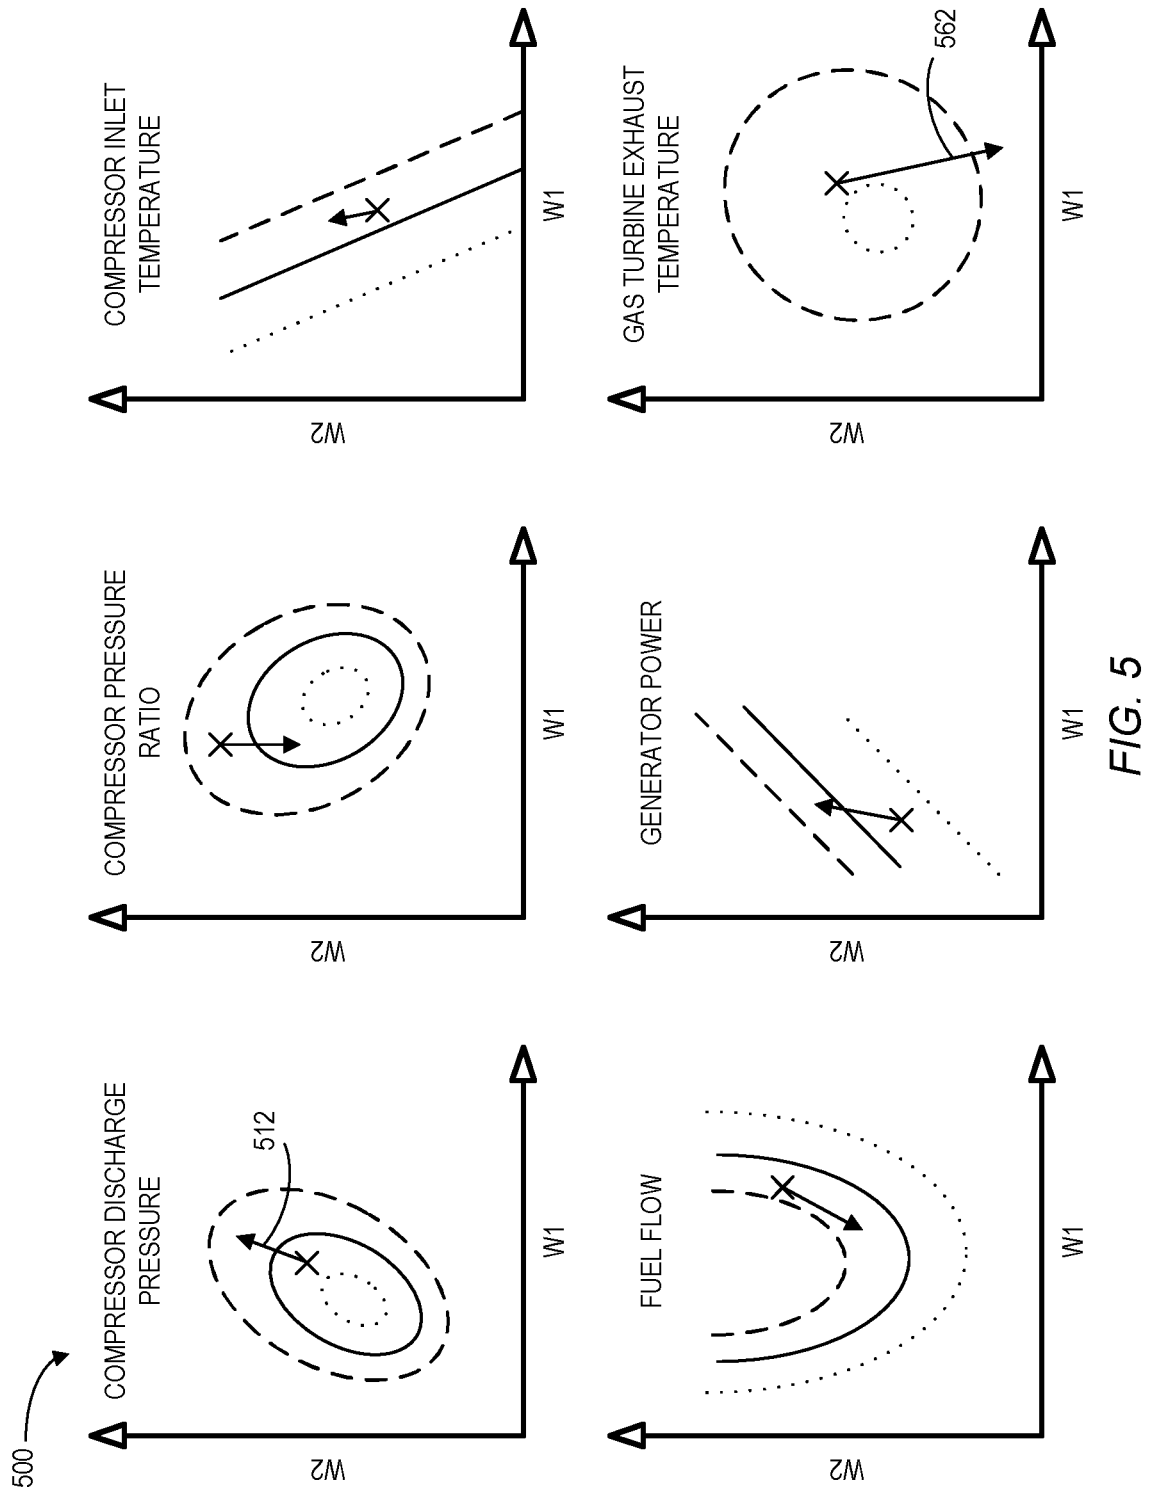 500
COMPRESSOR DISCHARGE
PRESSURE
512
W2
W1
COMPRESSOR PRESSURE
RATIO
W2
W1
COMPRESSOR INLET
TEMPERATURE
W2
W1
FUEL FLOW
W2
W1
GENERATOR POWER
W2
W1
GAS TURBINE EXHAUST
TEMPERATURE
562
W2
W1
FIG. 5